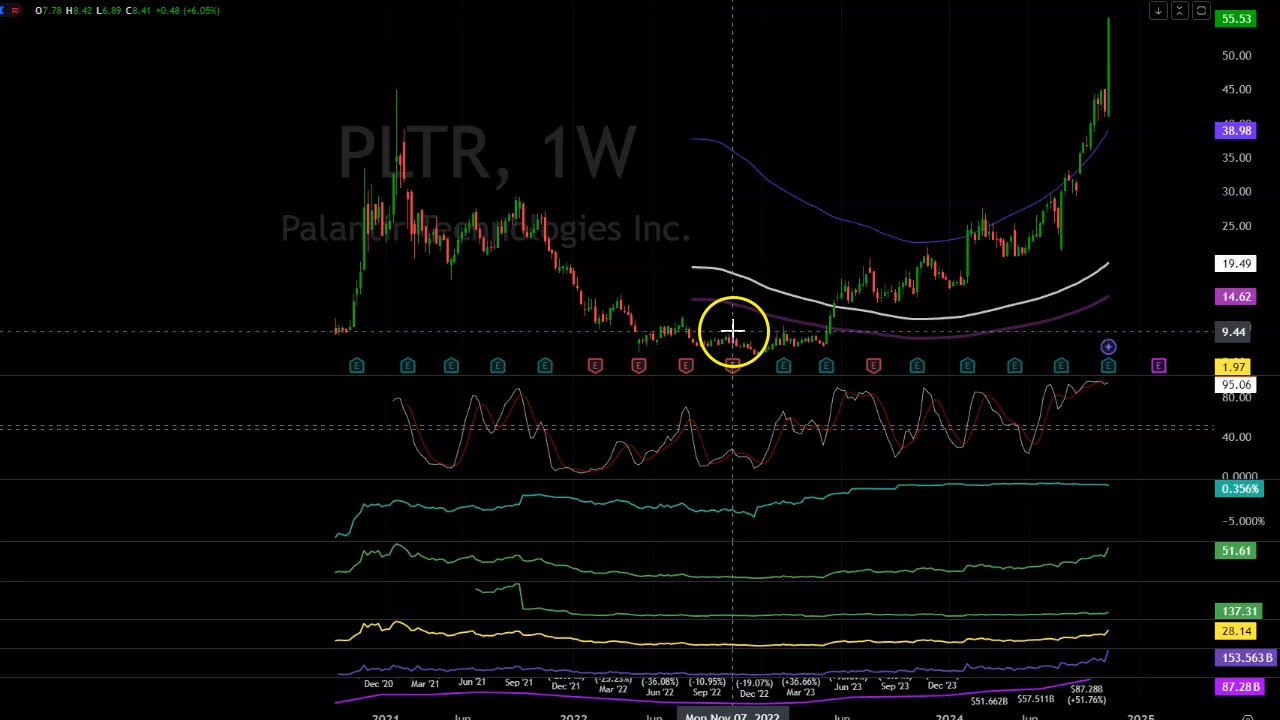 O7.78 H8.42 L6.89 C8.41 +0.48 (+6.05%)
55.53
50.00
45.00
38.98
35.00
PLTR, 1W
30.00
Palantir Technologies Inc.
25.00
19.49
14.62
9.44
E E E E E E E E E E E E E E E E E E
1.97
95.06
80.00
40.00
0.0000
0.356%
−5.000%
51.61
137.31
28.14
153.563B
Dec '20 Mar '21 Jun '21 Sep '21 Dec '21 Mar '22 Jun '22 Sep '22 Dec '22 Mar '23 Jun '23 Sep '23 Dec '23
(-36.08%) (-10.95%) (-19.07%) (+36.66%)
87.28B
$51.662B $57.511B $87.28B
(+51.76%)
2021 Jun 2022 Jun Mon Nov 07, 2022 Jun 2024 Jun 2025